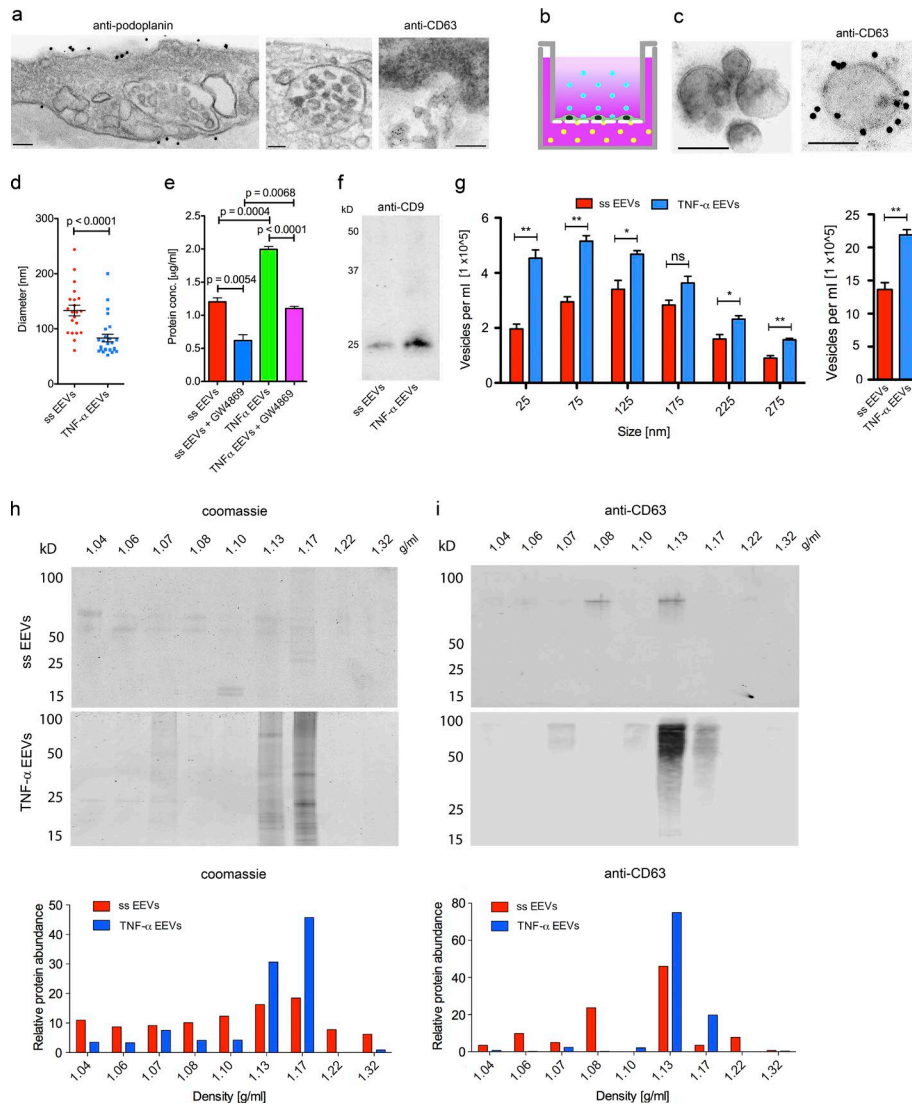 a
anti-podoplanin
anti-CD63
b
c
anti-CD63
d
300
200
100
0
Diameter [nm]
p < 0.0001
ss EEVs
TNF-α EEVs
e
p = 0.0068
p = 0.0004
p < 0.0001
p = 0.0054
2.5
2.0
1.5
1.0
0.5
0.0
Protein conc. [ug/ml]
ss EEVs
ss EEVs + GW4869
TNFα EEVs
TNFα EEVs + GW4869
f
anti-CD9
kD
50
37
25
ss EEVs
TNF-α EEVs
g
ss EEVs
TNF-α EEVs
6
4
2
0
Vesicles per ml [1 x10^5]
**
**
*
ns
*
**
25
75
125
175
225
275
Size [nm]
25
20
15
10
5
0
Vesicles per ml [1 x10^5]
**
ss EEVs
TNF-α EEVs
h
coomassie
kD
1.04
1.06
1.07
1.08
1.10
1.13
1.17
1.22
1.32
g/ml
100
50
25
15
ss EEVs
100
50
25
15
TNF-α EEVs
i
anti-CD63
kD
1.04
1.06
1.07
1.08
1.10
1.13
1.17
1.22
1.32
g/ml
100
50
25
15
100
50
25
15
coomassie
50
40
30
20
10
0
Relative protein abundance
ss EEVs
TNF-α EEVs
1.04
1.06
1.07
1.08
1.10
1.13
1.17
1.22
1.32
Density [g/ml]
anti-CD63
80
60
40
20
0
Relative protein abundance
ss EEVs
TNF-α EEVs
1.04
1.06
1.07
1.08
1.10
1.13
1.17
1.22
1.32
Density [g/ml]